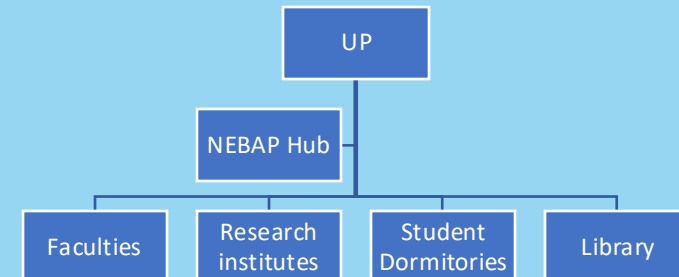 UP
NEBAP Hub
Faculties
Research
institutes
Student
Dormitories
Library